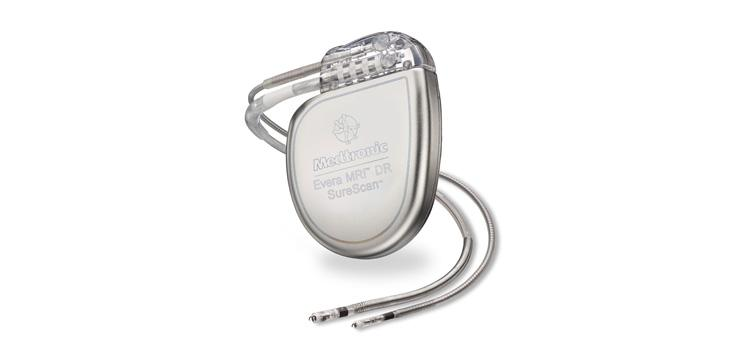 Medtronic
Evera MRI™ DR
SureScan™